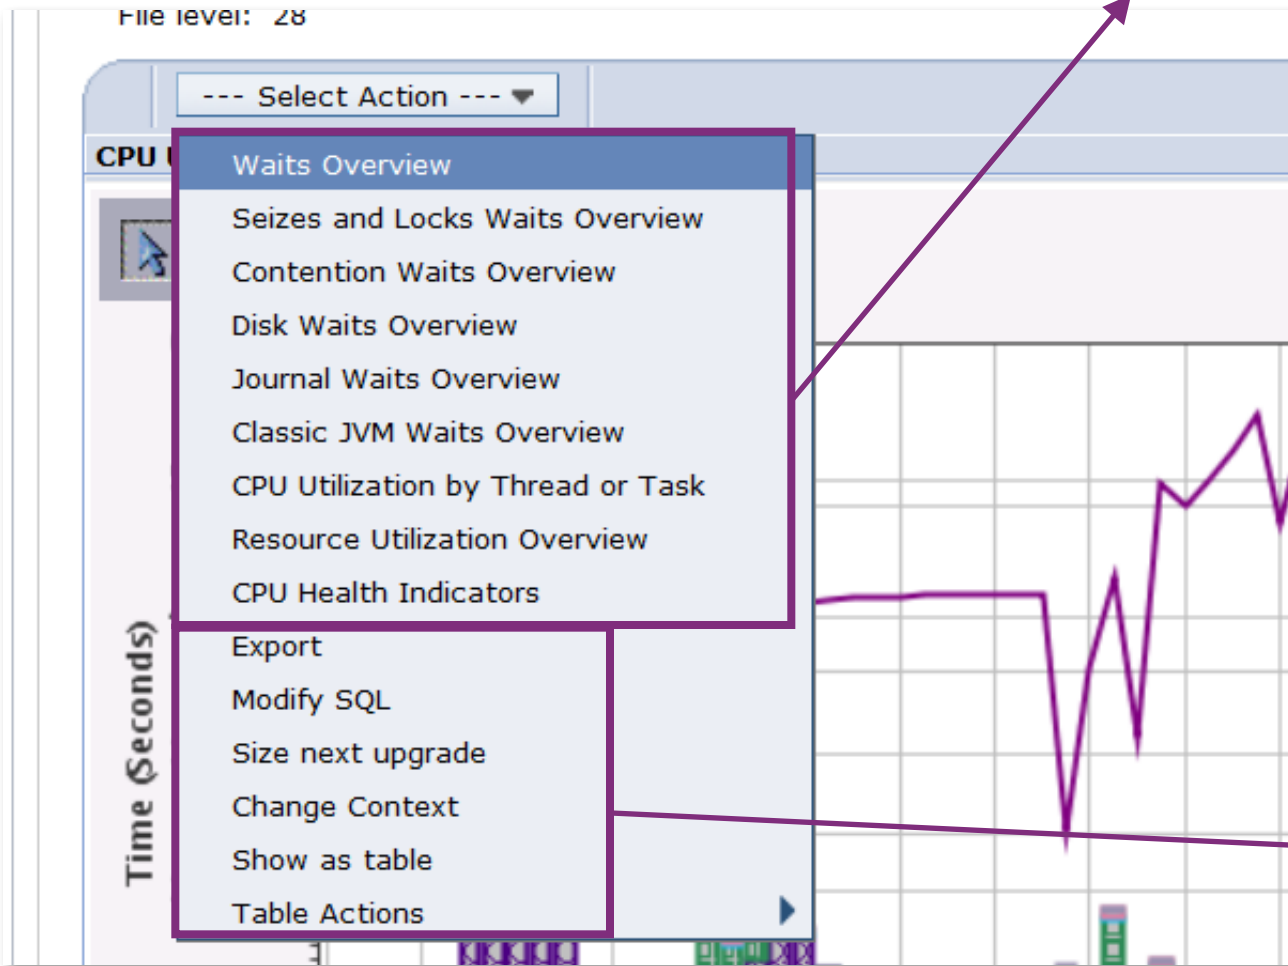 File level: 28
--- Select Action ---
CPU
Waits Overview
Seizes and Locks Waits Overview
Contention Waits Overview
Disk Waits Overview
Journal Waits Overview
Classic JVM Waits Overview
CPU Utilization by Thread or Task
Resource Utilization Overview
CPU Health Indicators
Export
Modify SQL
Size next upgrade
Change Context
Show as table
Table Actions
Time (Seconds)